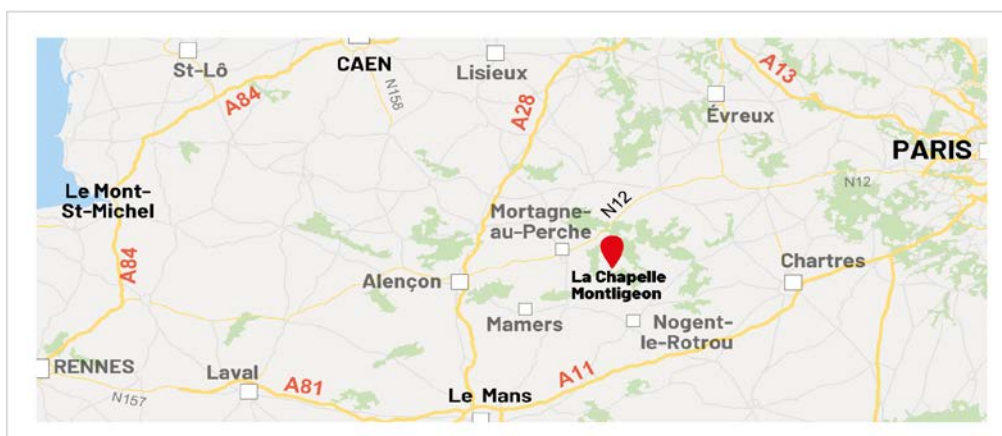 St-Lô
CAEN
Lisieux
A13
A84
N158
A28
Évreux
PARIS
Le Mont-
St-Michel
N12
N12
Mortagne-
au-Perche
A84
Alençon
La Chapelle
Montligeon
Chartres
Mamers
Nogent-
le-Rotrou
RENNES
Laval
A81
A11
N157
Le Mans